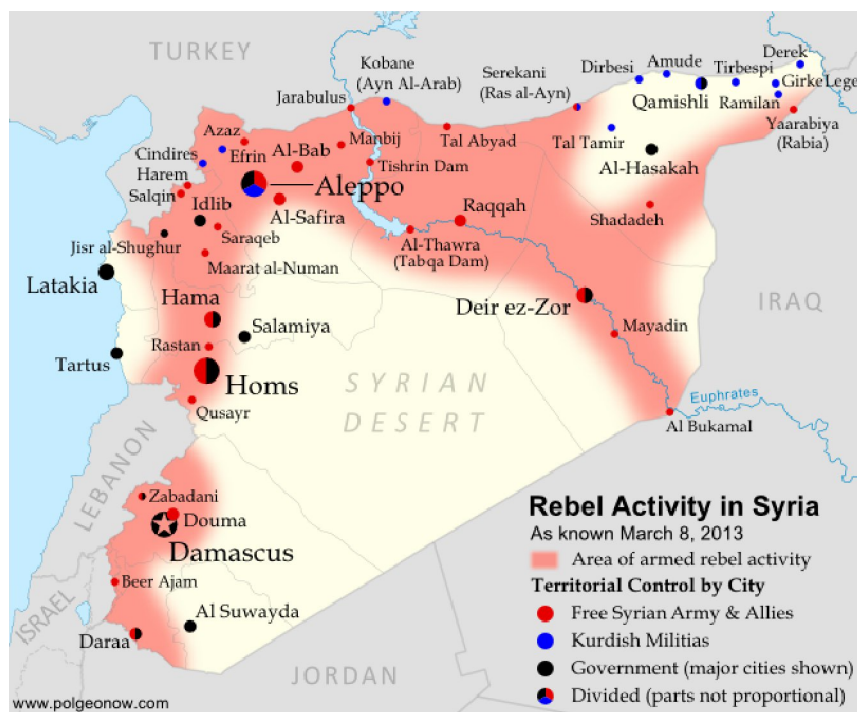 TURKEY
Kobane
(Ayn Al-Arab)
Serekani
(Ras al-Ayn)
Dirbesi
Amude
Tirbespi
Derek
GirkeLege
Qamishli
Ramilan
Yaarabiya
(Rabia)
Jarabulus
Azaz
Manbij
Tal Abyad
Tal Tamir
Cindires
Efrin
Al-Bab
Tishrin Dam
Al-Hasakah
Harem
Salqin
Aleppo
Idlib
Al-Safira
Raqqah
Shadadeh
Jisr al-Shughur
Saraqeb
Al-Thawra
(Tabqa Dam)
Maarat al-Numan
Latakia
Hama
Deir ez-Zor
IRAQ
Salamiya
Mayadin
Rastan
Tartus
Homs
SYRIAN
DESERT
Qusayr
Euphrates
Al Bukamal
LEBANON
Zabadani
Douma
Damascus
Beer Ajam
ISRAEL
Al Suwayda
Daraa
JORDAN
Rebel Activity in Syria
As known March 8, 2013
Area of armed rebel activity
Territorial Control by City
Free Syrian Army & Allies
Kurdish Militias
Government (major cities shown)
Divided (parts not proportional)
www.polgeonow.com